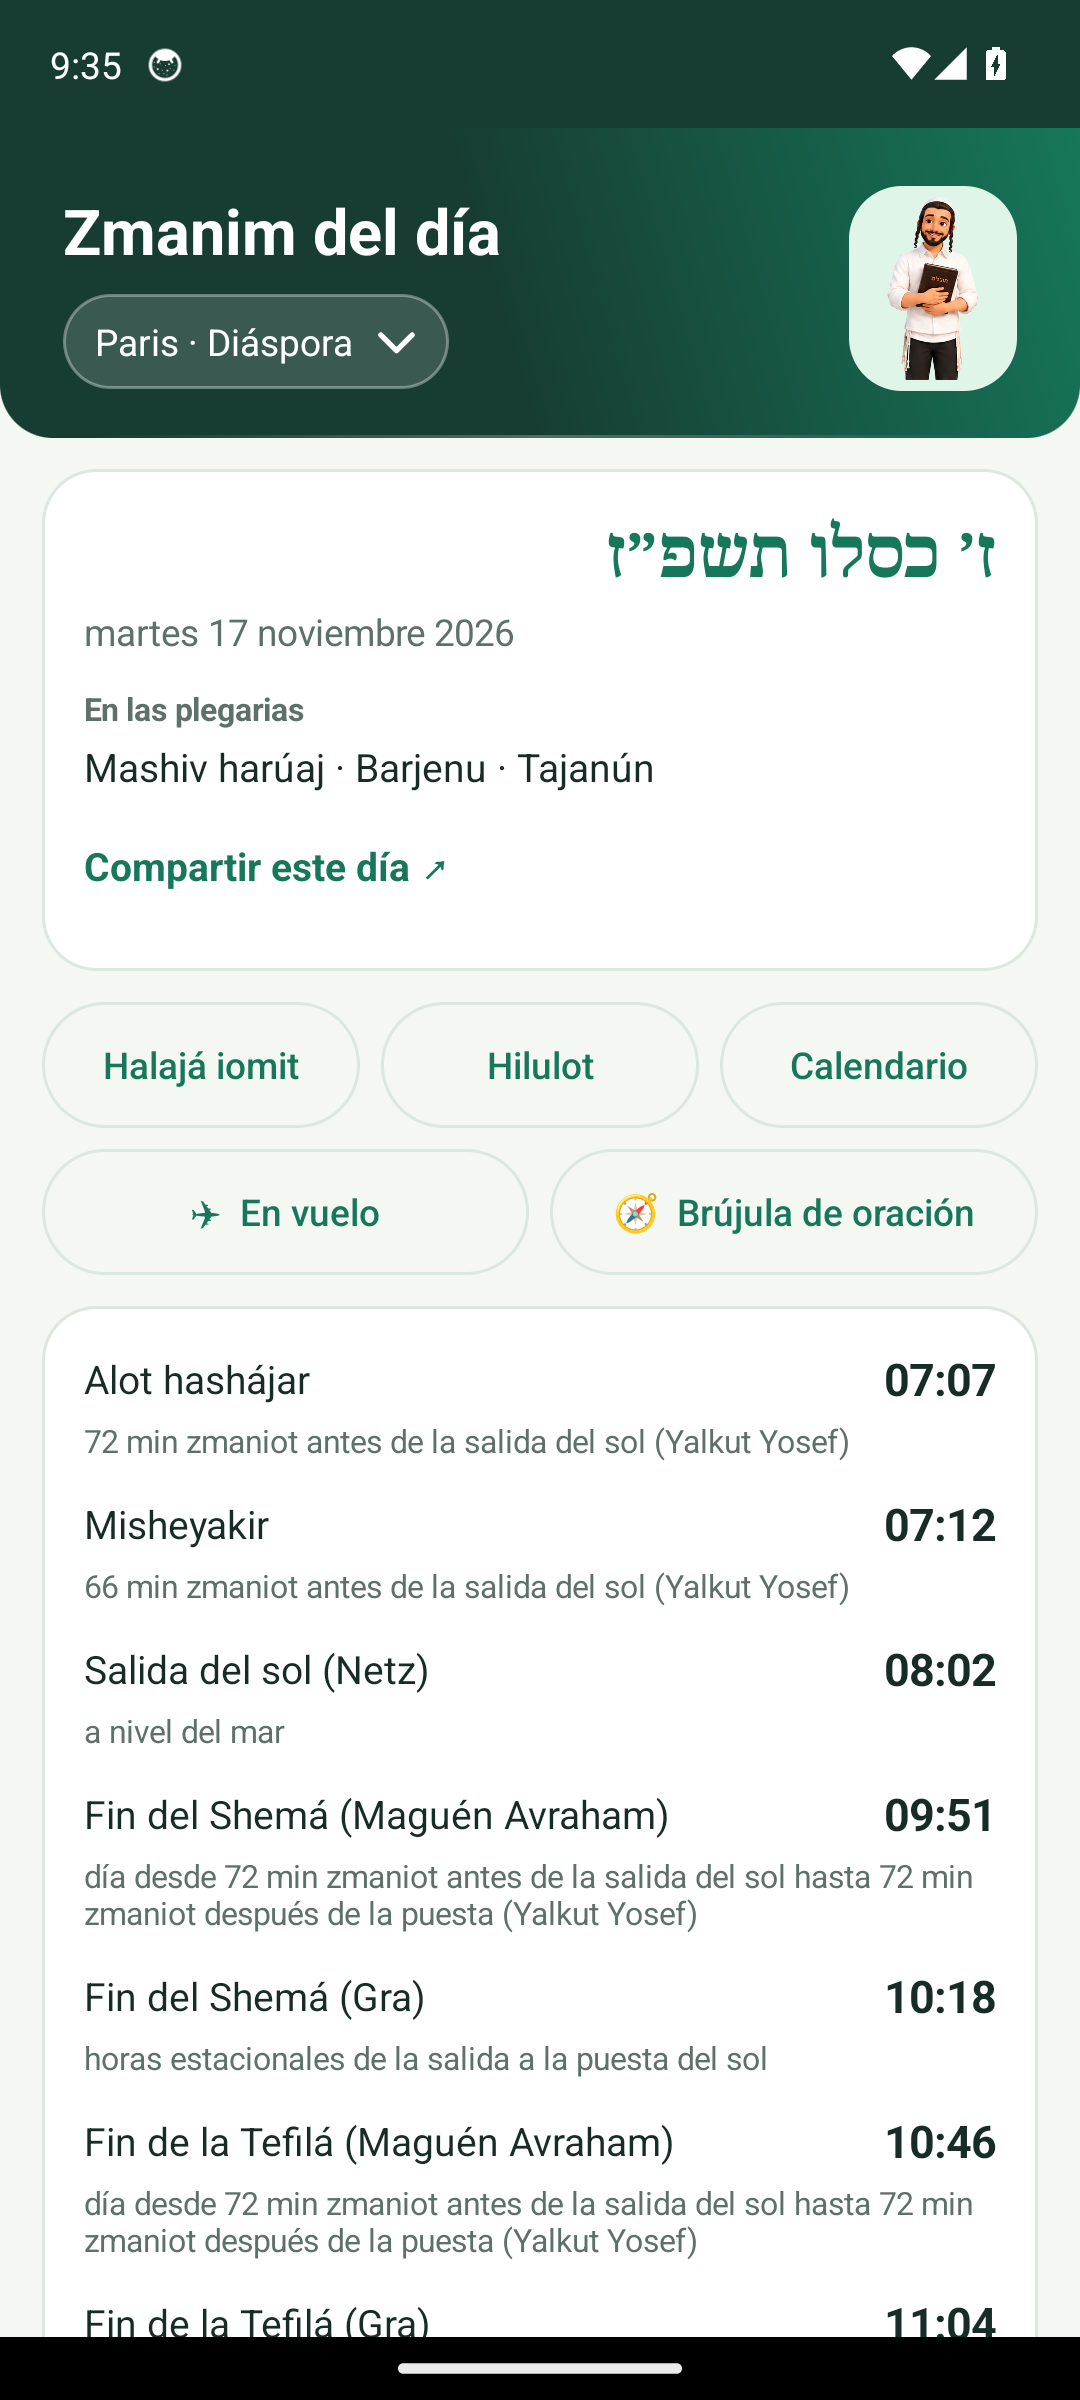 9:35
Zmanim del día
Paris · Diáspora
ז׳ כסלו תשפ״ז
martes 17 noviembre 2026
En las plegarias
Mashiv harúaj · Barjenu · Tajanún
Compartir este día ↗
Halajá iomit
Hilulot
Calendario
✈ En vuelo
🧭 Brújula de oración
Alot hashájar 07:07
72 min zmaniot antes de la salida del sol (Yalkut Yosef)
Misheyakir 07:12
66 min zmaniot antes de la salida del sol (Yalkut Yosef)
Salida del sol (Netz) 08:02
a nivel del mar
Fin del Shemá (Maguén Avraham) 09:51
día desde 72 min zmaniot antes de la salida del sol hasta 72 min
zmaniot después de la puesta (Yalkut Yosef)
Fin del Shemá (Gra) 10:18
horas estacionales de la salida a la puesta del sol
Fin de la Tefilá (Maguén Avraham) 10:46
día desde 72 min zmaniot antes de la salida del sol hasta 72 min
zmaniot después de la puesta (Yalkut Yosef)
Fin de la Tefilá (Gra) 11:04